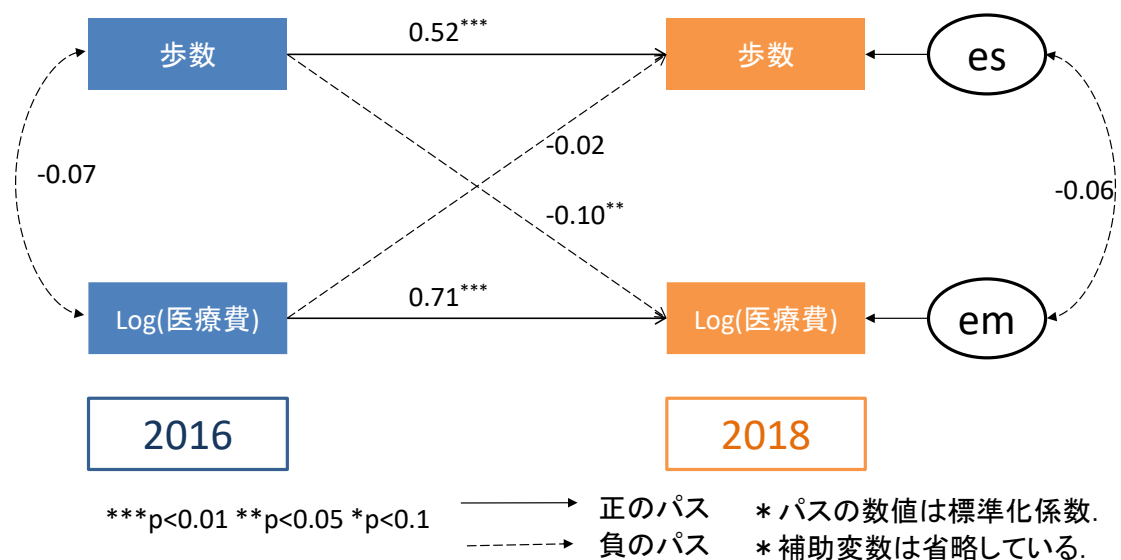 0.52***
歩数
歩数
es
-0.07
-0.02
-0.06
-0.10**
0.71***
Log(医療費)
Log(医療費)
em
2016
2018
***p<0.01 **p<0.05 *p<0.1
正のパス
＊パスの数値は標準化係数.
負のパス
＊補助変数は省略している.